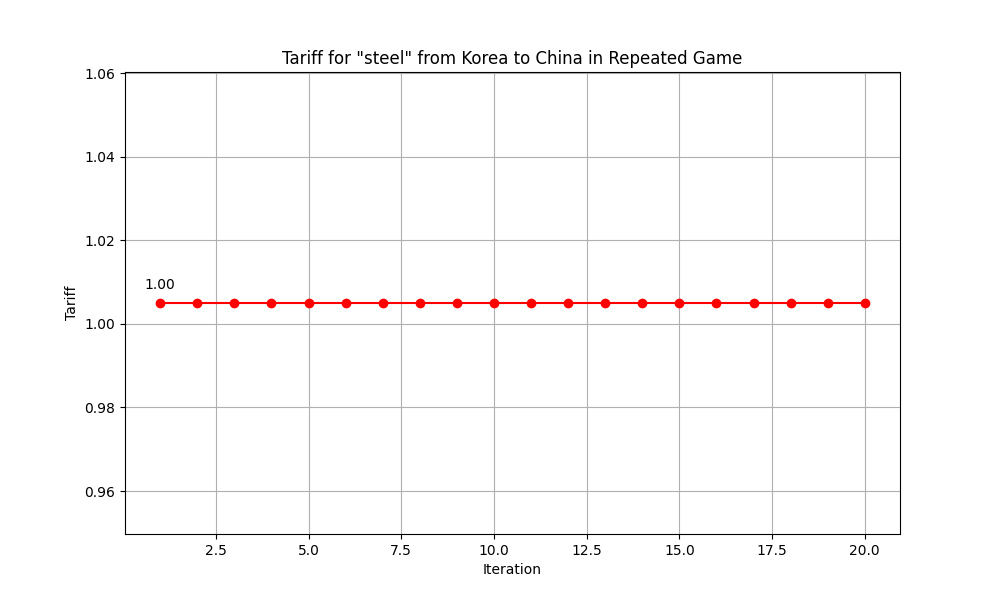 Tariff for "steel" from Korea to China in Repeated Game
1.06
1.04
1.02
1.00
0.98
0.96
Tariff
1.00
2.5 5.0 7.5 10.0 12.5 15.0 17.5 20.0
Iteration